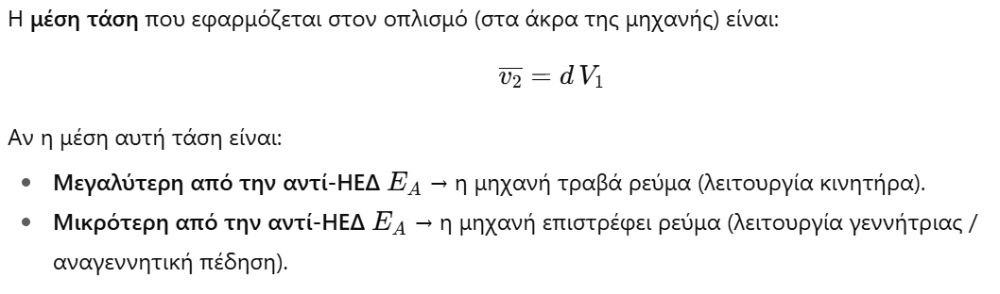 Η μέση τάση που εφαρμόζεται στον οπλισμό (στα άκρα της μηχανής) είναι:
$\overline{v_2} = d\,V_1$
Αν η μέση αυτή τάση είναι:
• Μεγαλύτερη από την αντί-ΗΕΔ $E_A$ → η μηχανή τραβά ρεύμα (λειτουργία κινητήρα).
• Μικρότερη από την αντί-ΗΕΔ $E_A$ → η μηχανή επιστρέφει ρεύμα (λειτουργία γεννήτριας /
αναγεννητική πέδηση).